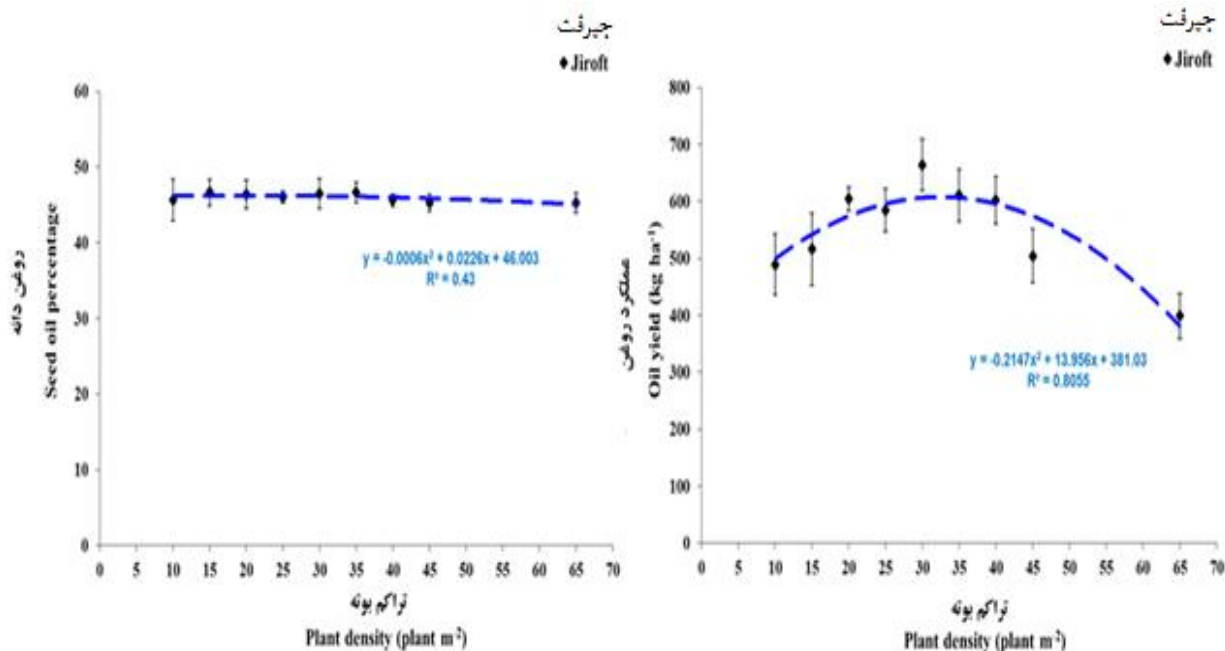 جیرفت
♦ Jiroft
60
50
40
30
20
10
0
روغن دانه
Seed oil percentage
y = -0.0006x² + 0.0226x + 46.003
R² = 0.43
0 5 10 15 20 25 30 35 40 45 50 55 60 65 70
تراکم بوته
Plant density (plant m⁻²)
جیرفت
♦ Jiroft
800
700
600
500
400
300
200
100
0
عملکرد روغن
Oil yield (kg ha⁻¹)
y = -0.2147x² + 13.956x + 381.03
R² = 0.8055
0 5 10 15 20 25 30 35 40 45 50 55 60 65 70
تراکم بوته
Plant density (plant m⁻²)